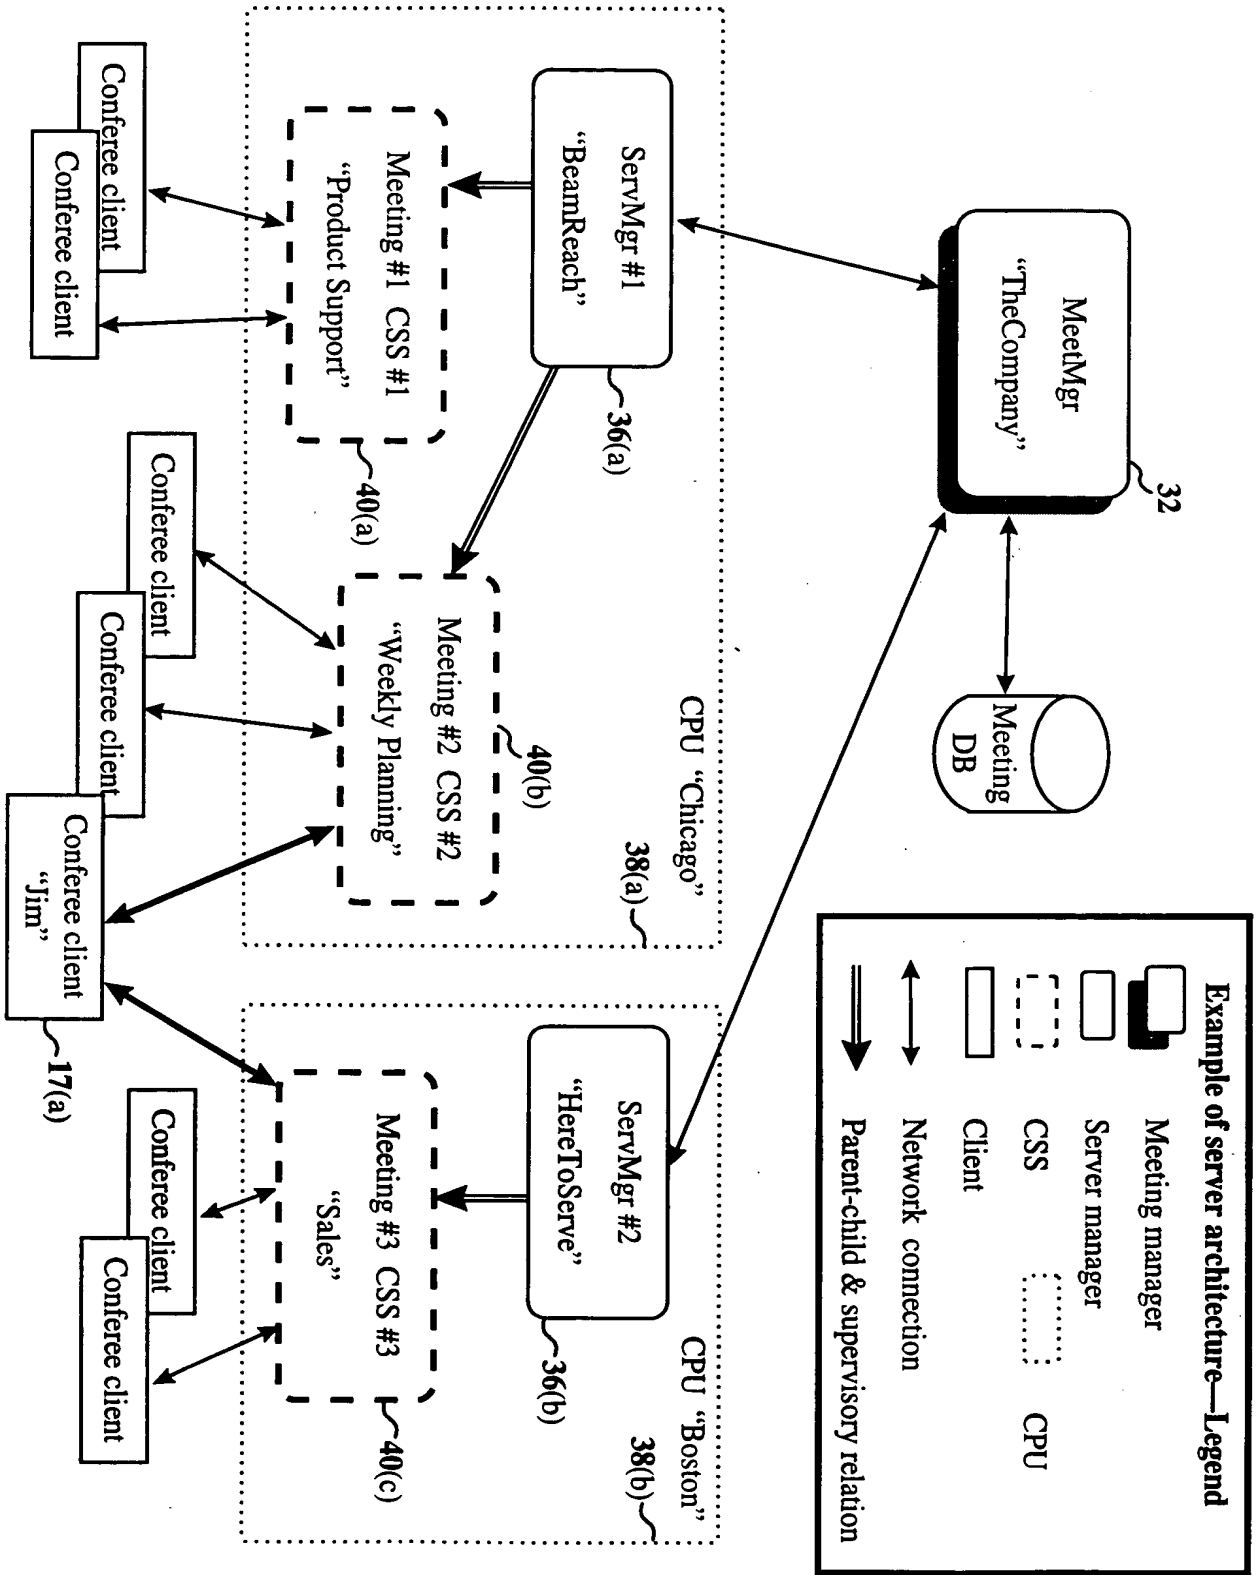 MeetMgr
“TheCompany”
32
Meeting
DB
Example of server architecture—Legend
Meeting manager
Server manager
CSS
CPU
Client
Network connection
Parent-child & supervisory relation
CPU “Chicago”
38(a)
ServMgr #1
“BeamReach”
36(a)
Meeting #1 CSS #1
“Product Support”
40(a)
Meeting #2 CSS #2
“Weekly Planning”
40(b)
CPU “Boston”
38(b)
ServMgr #2
“HereToServe”
36(b)
Meeting #3 CSS #3
“Sales”
40(c)
Conferee client
Conferee client
Conferee client
Conferee client
Conferee client
“Jim”
17(a)
Conferee client
Conferee client